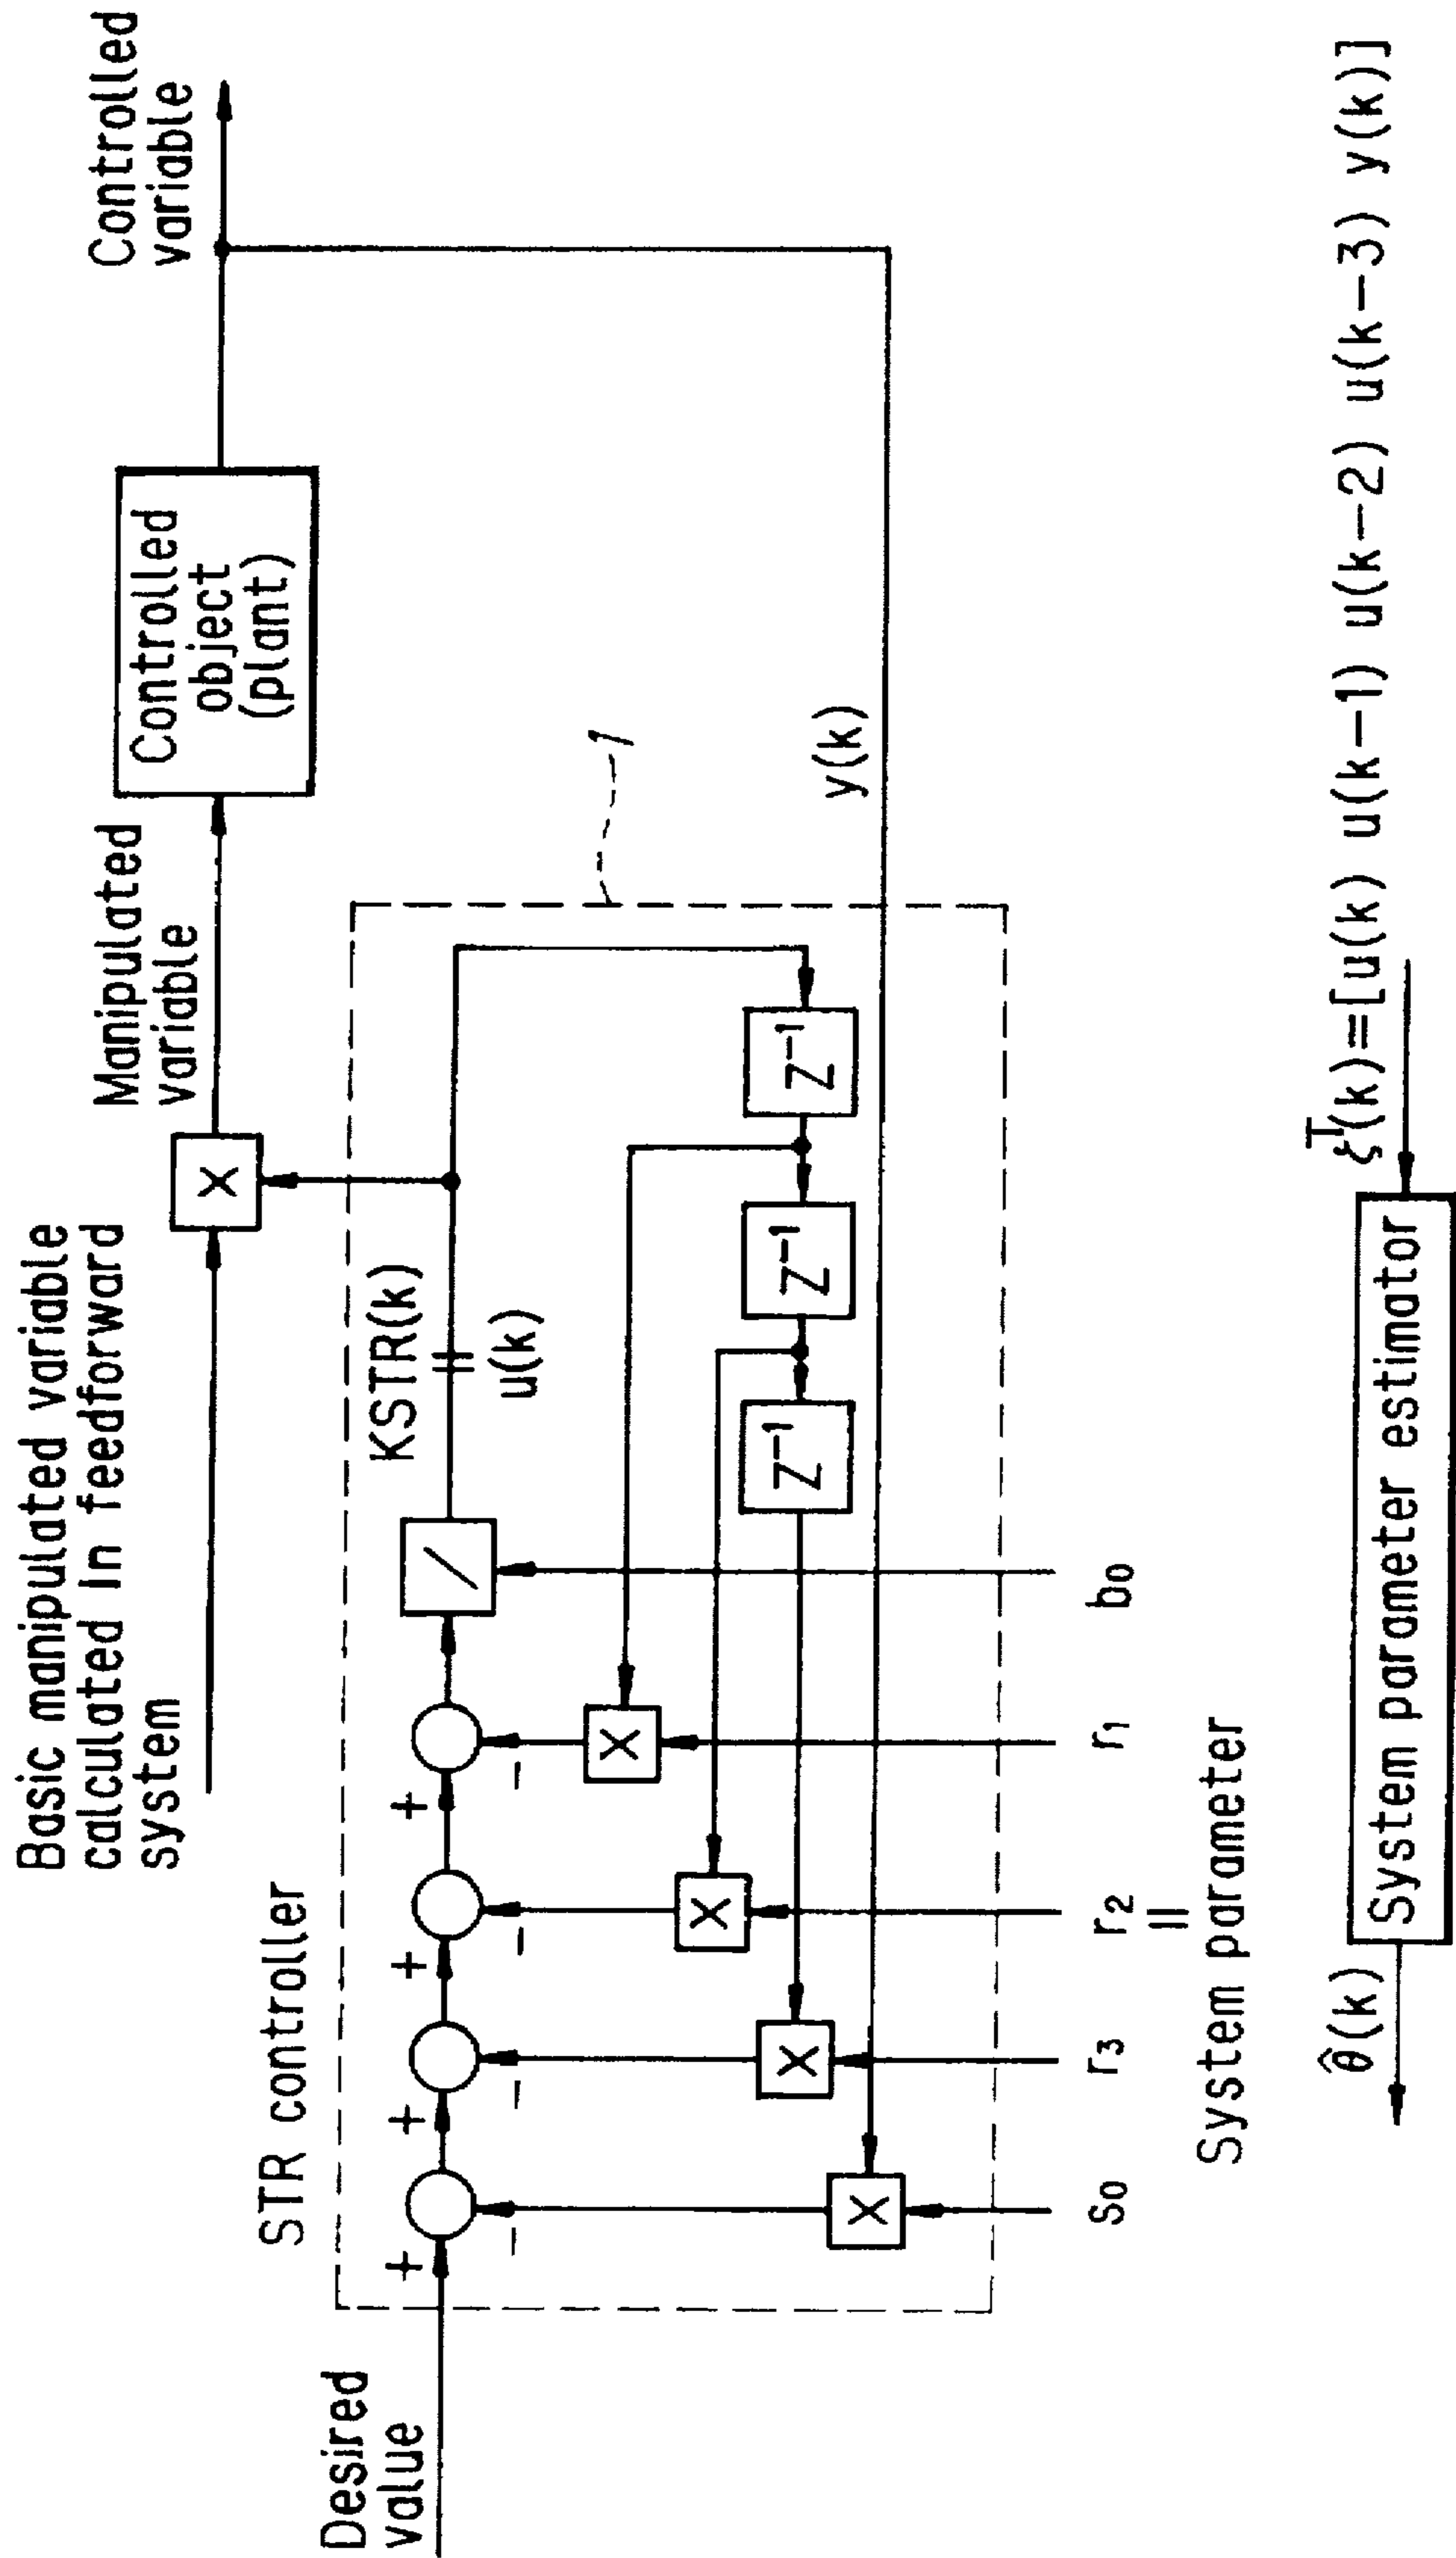 Basic manipulated variable
calculated in feedforward
system
Manipulated
variable
Controlled
variable
×
Controlled
object
(plant)
STR controller
1
Desired
value
KSTR(k)
||
u(k)
+
+
+
+
/
−
−
−
−
×
×
×
×
Z⁻¹
Z⁻¹
Z⁻¹
y(k)
s₀
r₃
r₂
r₁
b₀
||
System parameter
θ̂(k)
System parameter estimator
ζᵀ(k)=[u(k) u(k−1) u(k−2) u(k−3) y(k)]